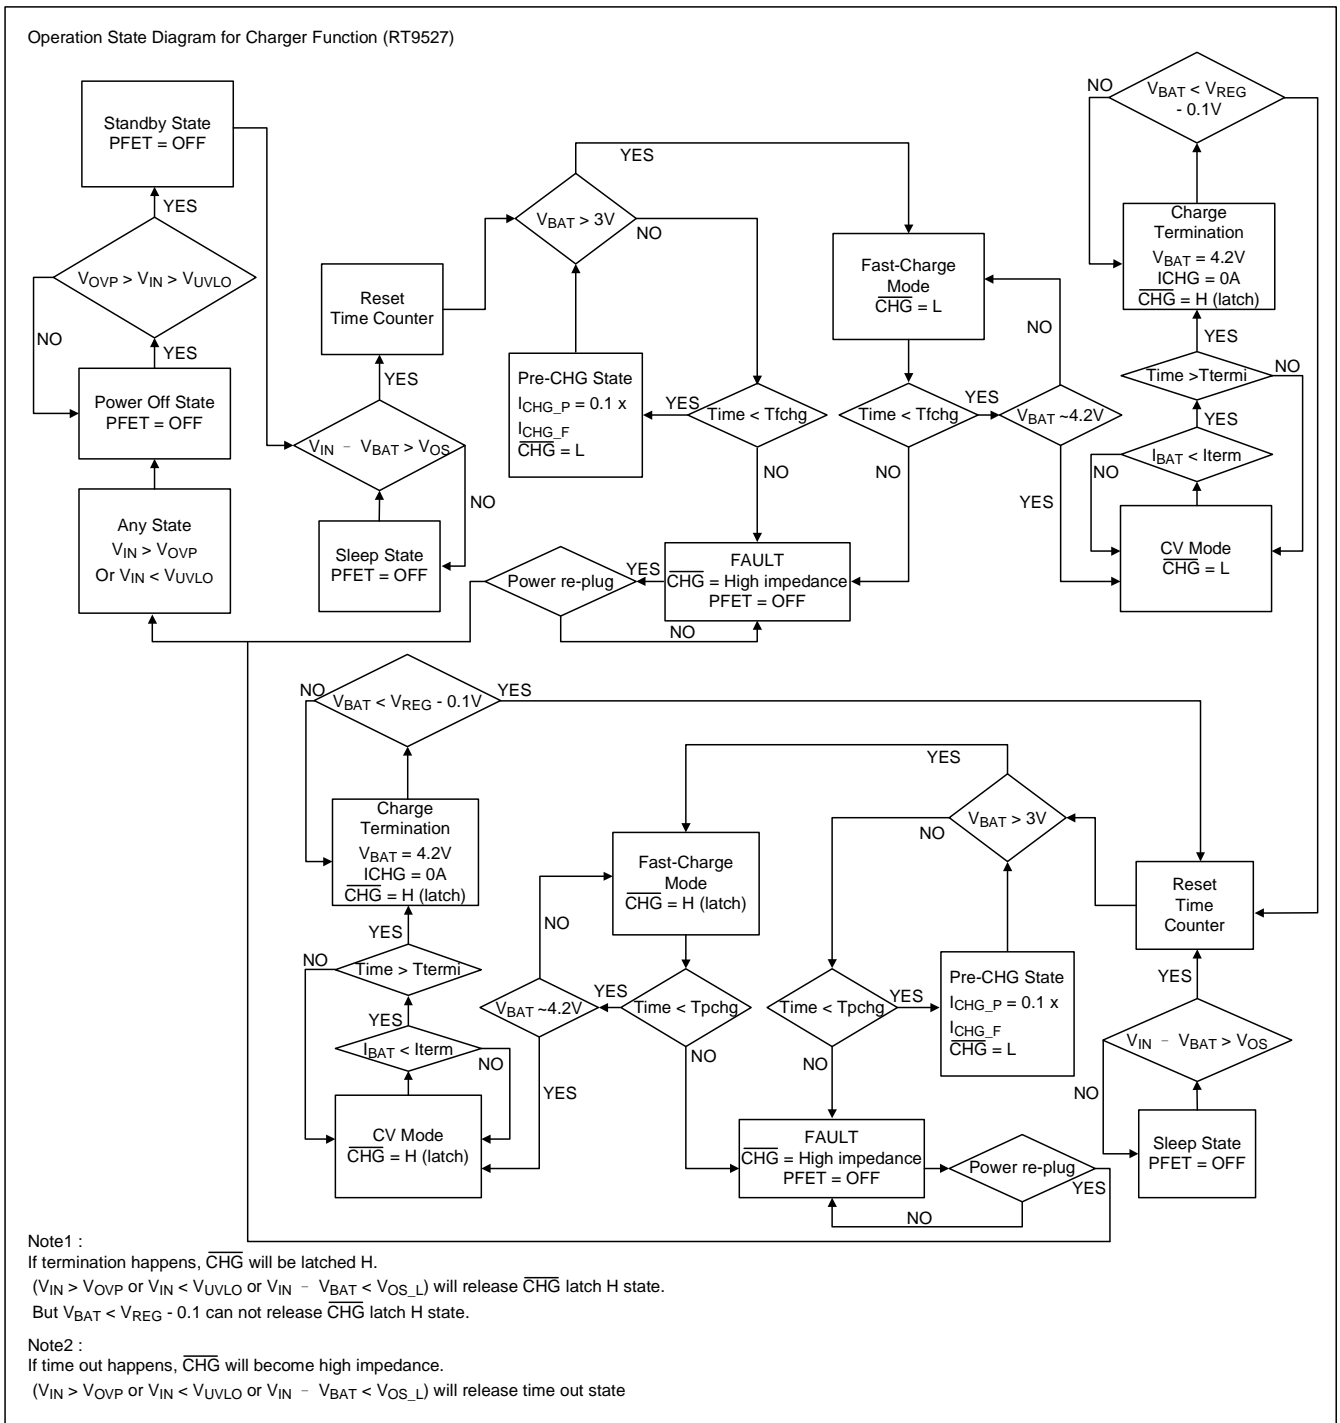 Operation State Diagram for Charger Function (RT9527)
Standby State
PFET = OFF
YES
VOVP > VIN > VUVLO
NO
YES
Power Off State
PFET = OFF
Any State
VIN > VOVP
Or VIN < VUVLO
Reset
Time Counter
YES
VIN – VBAT > VOS
NO
Sleep State
PFET = OFF
YES
VBAT > 3V
NO
Pre-CHG State
ICHG_P = 0.1 x
ICHG_F
CHG = L
YES
Time < Tfchg
NO
Fast-Charge
Mode
CHG = L
NO
Time < Tfchg
YES
VBAT ~4.2V
NO
YES
FAULT
CHG = High impedance
PFET = OFF
YES
Power re-plug
NO
NO
VBAT < VREG
- 0.1V
Charge
Termination
VBAT = 4.2V
ICHG = 0A
CHG = H (latch)
YES
Time >Ttermi
NO
YES
IBAT < Iterm
NO
CV Mode
CHG = L
NO
VBAT < VREG - 0.1V
YES
Charge
Termination
VBAT = 4.2V
ICHG = 0A
CHG = H (latch)
YES
NO
Time > Ttermi
YES
IBAT < Iterm
NO
CV Mode
CHG = H (latch)
YES
Fast-Charge
Mode
CHG = H (latch)
NO
VBAT ~4.2V
YES
Time < Tpchg
YES
NO
VBAT > 3V
NO
Time < Tpchg
YES
NO
Pre-CHG State
ICHG_P = 0.1 x
ICHG_F
CHG = L
Reset
Time
Counter
YES
VIN – VBAT > VOS
NO
Sleep State
PFET = OFF
FAULT
CHG = High impedance
PFET = OFF
Power re-plug
YES
NO
Note1 :
If termination happens, CHG will be latched H.
(VIN > VOVP or VIN < VUVLO or VIN – VBAT < VOS_L) will release CHG latch H state.
But VBAT < VREG - 0.1 can not release CHG latch H state.
Note2 :
If time out happens, CHG will become high impedance.
(VIN > VOVP or VIN < VUVLO or VIN – VBAT < VOS_L) will release time out state